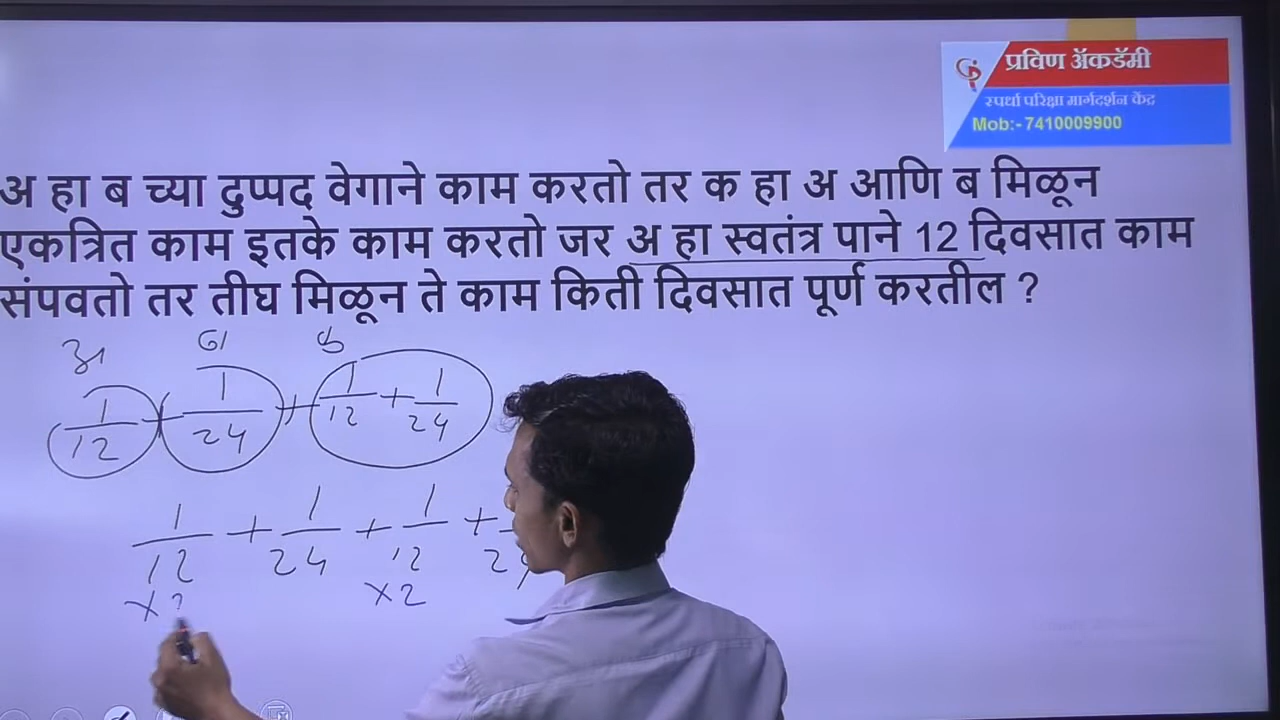 प्रविण ॲकडॅमी
स्पर्धा परिक्षा मार्गदर्शन केंद्र
Mob:- 7410009900
अ हा ब च्या दुप्पद वेगाने काम करतो तर क हा अ आणि ब मिळून
एकत्रित काम इतके काम करतो जर अ हा स्वतंत्र पाने 12 दिवसात काम
संपवतो तर तीघ मिळून ते काम किती दिवसात पूर्ण करतील ?
अ ब क
1/12 + 1/24 + 1/12 + 1/24
1/12 + 1/24 + 1/12 +
×2